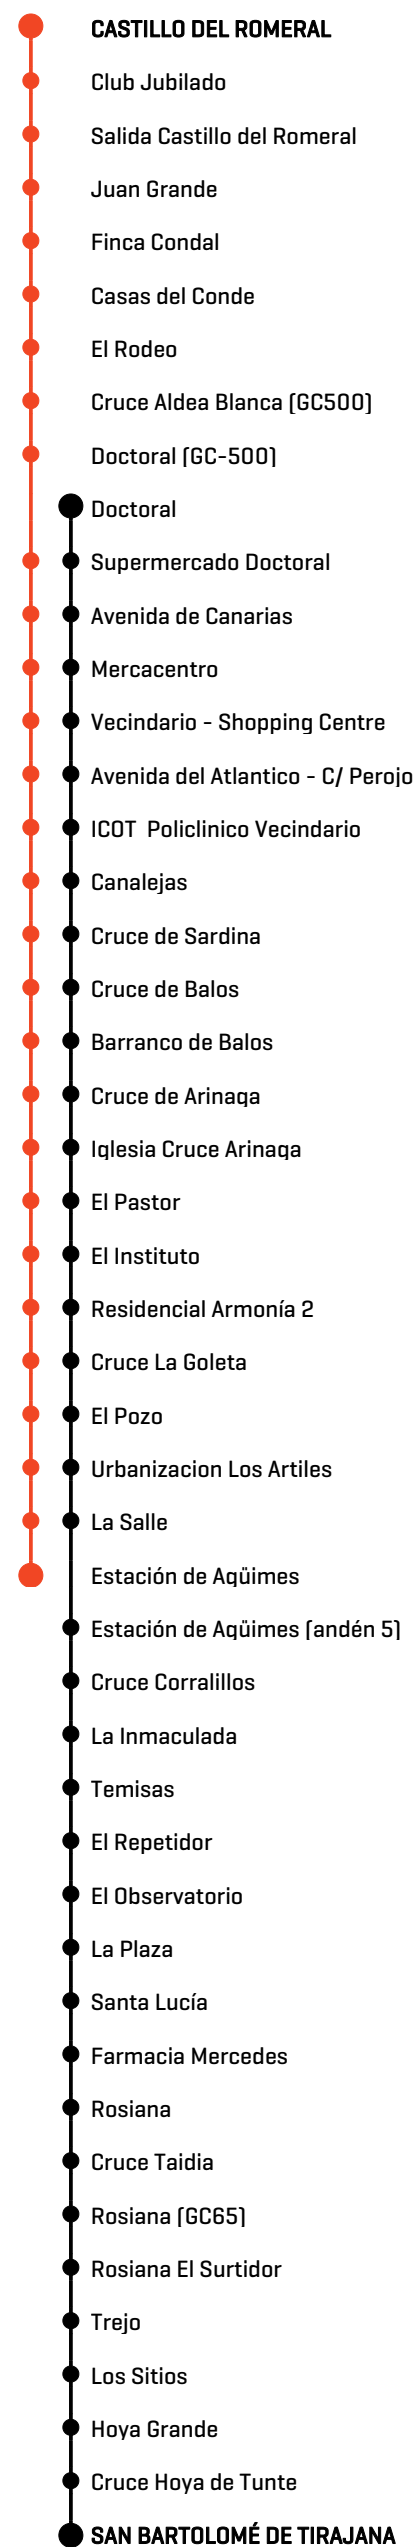 CASTILLO DEL ROMERAL
Club Jubilado
Salida Castillo del Romeral
Juan Grande
Finca Condal
Casas del Conde
El Rodeo
Cruce Aldea Blanca (GC500)
Doctoral (GC-500)
Doctoral
Supermercado Doctoral
Avenida de Canarias
Mercacentro
Vecindario - Shopping Centre
Avenida del Atlantico - C/ Perojo
ICOT Policlinico Vecindario
Canalejas
Cruce de Sardina
Cruce de Balos
Barranco de Balos
Cruce de Arinaga
Iglesia Cruce Arinaga
El Pastor
El Instituto
Residencial Armonía 2
Cruce La Goleta
El Pozo
Urbanizacion Los Artiles
La Salle
Estación de Agüimes
Estación de Agüimes (andén 5)
Cruce Corralillos
La Inmaculada
Temisas
El Repetidor
El Observatorio
La Plaza
Santa Lucía
Farmacia Mercedes
Rosiana
Cruce Taidia
Rosiana (GC65)
Rosiana El Surtidor
Trejo
Los Sitios
Hoya Grande
Cruce Hoya de Tunte
SAN BARTOLOMÉ DE TIRAJANA